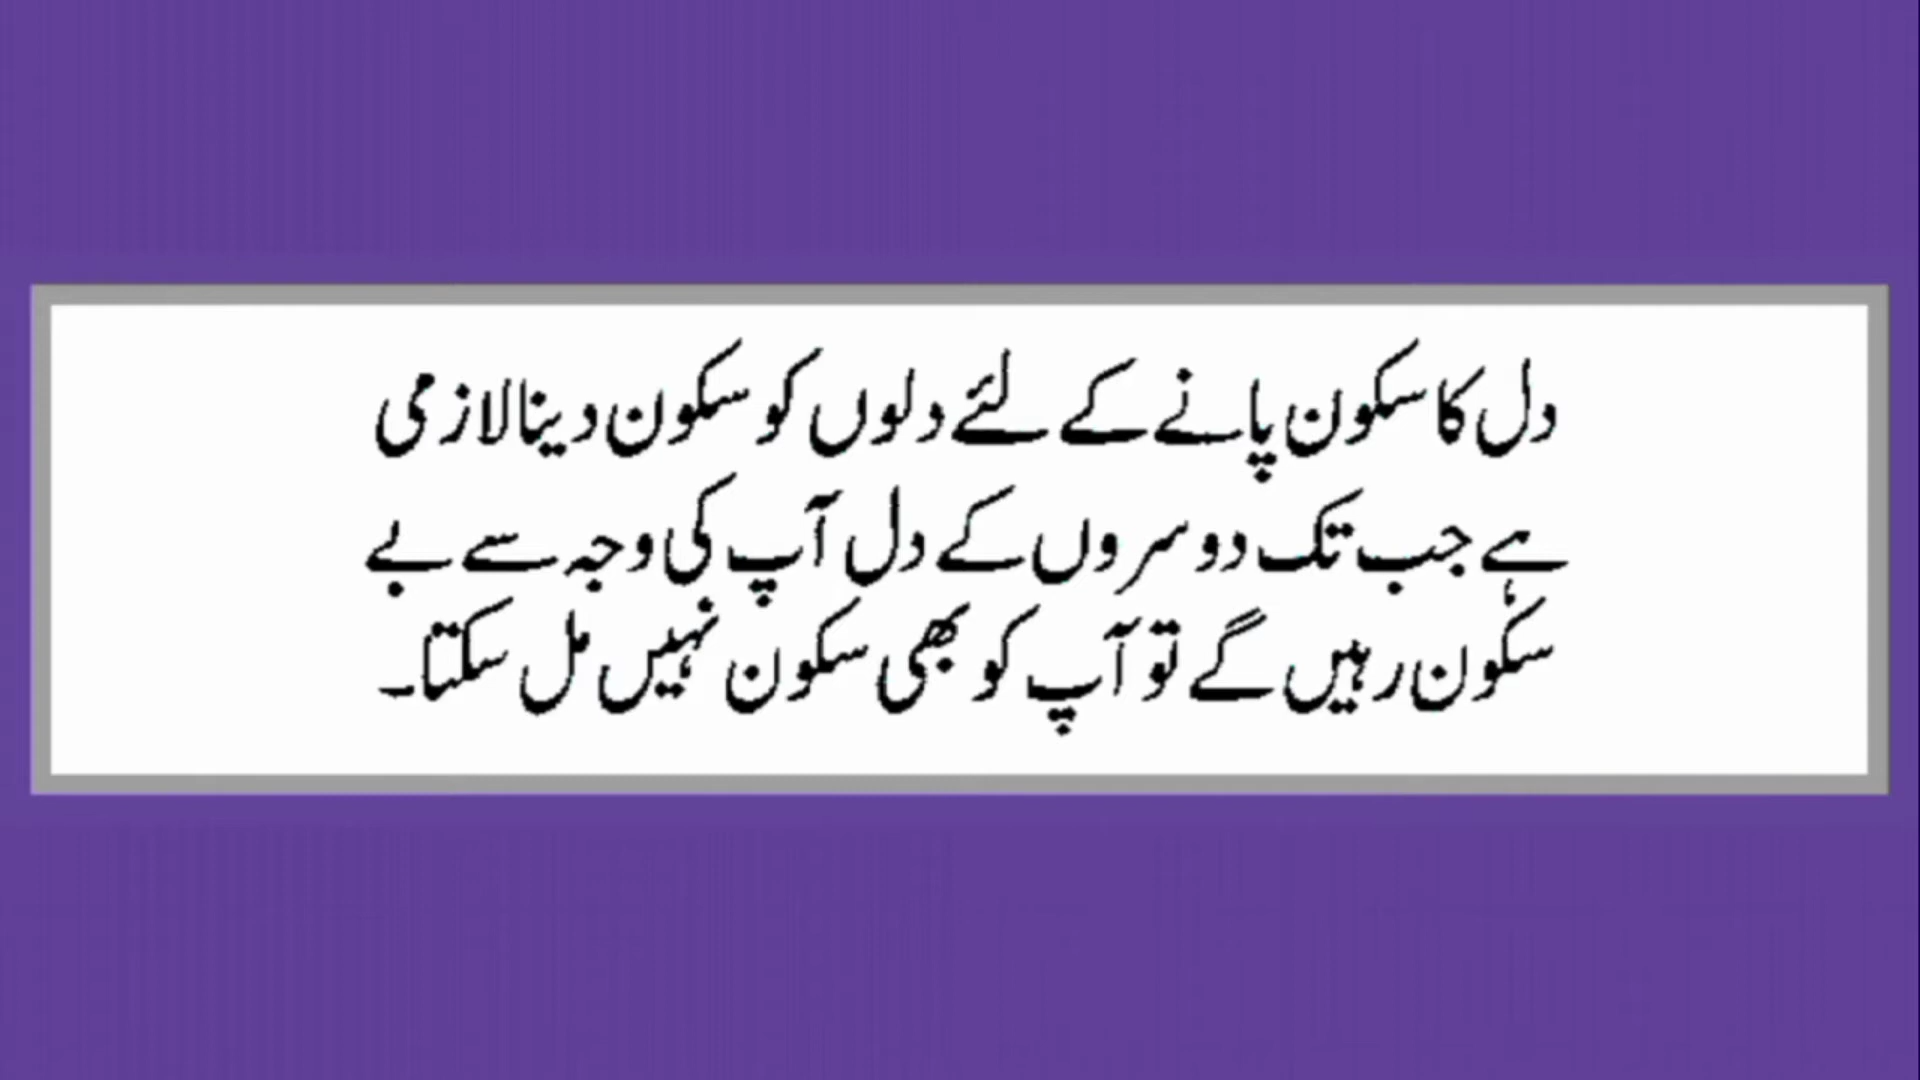 دل کا سکون پانے کے لئے دلوں کو سکون دینا لازمی
ہے جب تک دوسروں کے دل آپ کی وجہ سے بے
سکون رہیں گے تو آپ کو بھی سکون نہیں مل سکتا۔